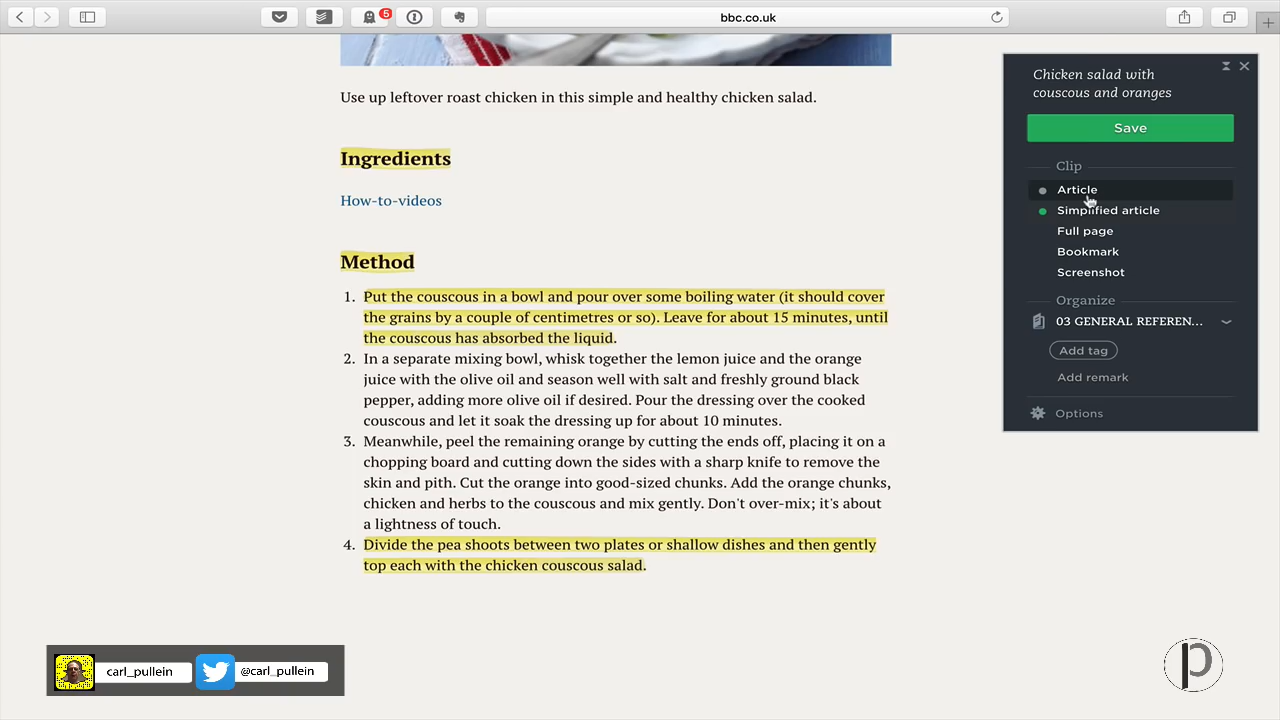 5
bbc.co.uk
Use up leftover roast chicken in this simple and healthy chicken salad.
Ingredients
How-to-videos
Method
1. Put the couscous in a bowl and pour over some boiling water (it should cover
the grains by a couple of centimetres or so). Leave for about 15 minutes, until
the couscous has absorbed the liquid.
2. In a separate mixing bowl, whisk together the lemon juice and the orange
juice with the olive oil and season well with salt and freshly ground black
pepper, adding more olive oil if desired. Pour the dressing over the cooked
couscous and let it soak the dressing up for about 10 minutes.
3. Meanwhile, peel the remaining orange by cutting the ends off, placing it on a
chopping board and cutting down the sides with a sharp knife to remove the
skin and pith. Cut the orange into good-sized chunks. Add the orange chunks,
chicken and herbs to the couscous and mix gently. Don't over-mix; it's about
a lightness of touch.
4. Divide the pea shoots between two plates or shallow dishes and then gently
top each with the chicken couscous salad.
Chicken salad with
couscous and oranges
Save
Clip
Article
Simplified article
Full page
Bookmark
Screenshot
Organize
03 GENERAL REFEREN...
Add tag
Add remark
Options
carl_pullein
@carl_pullein
p